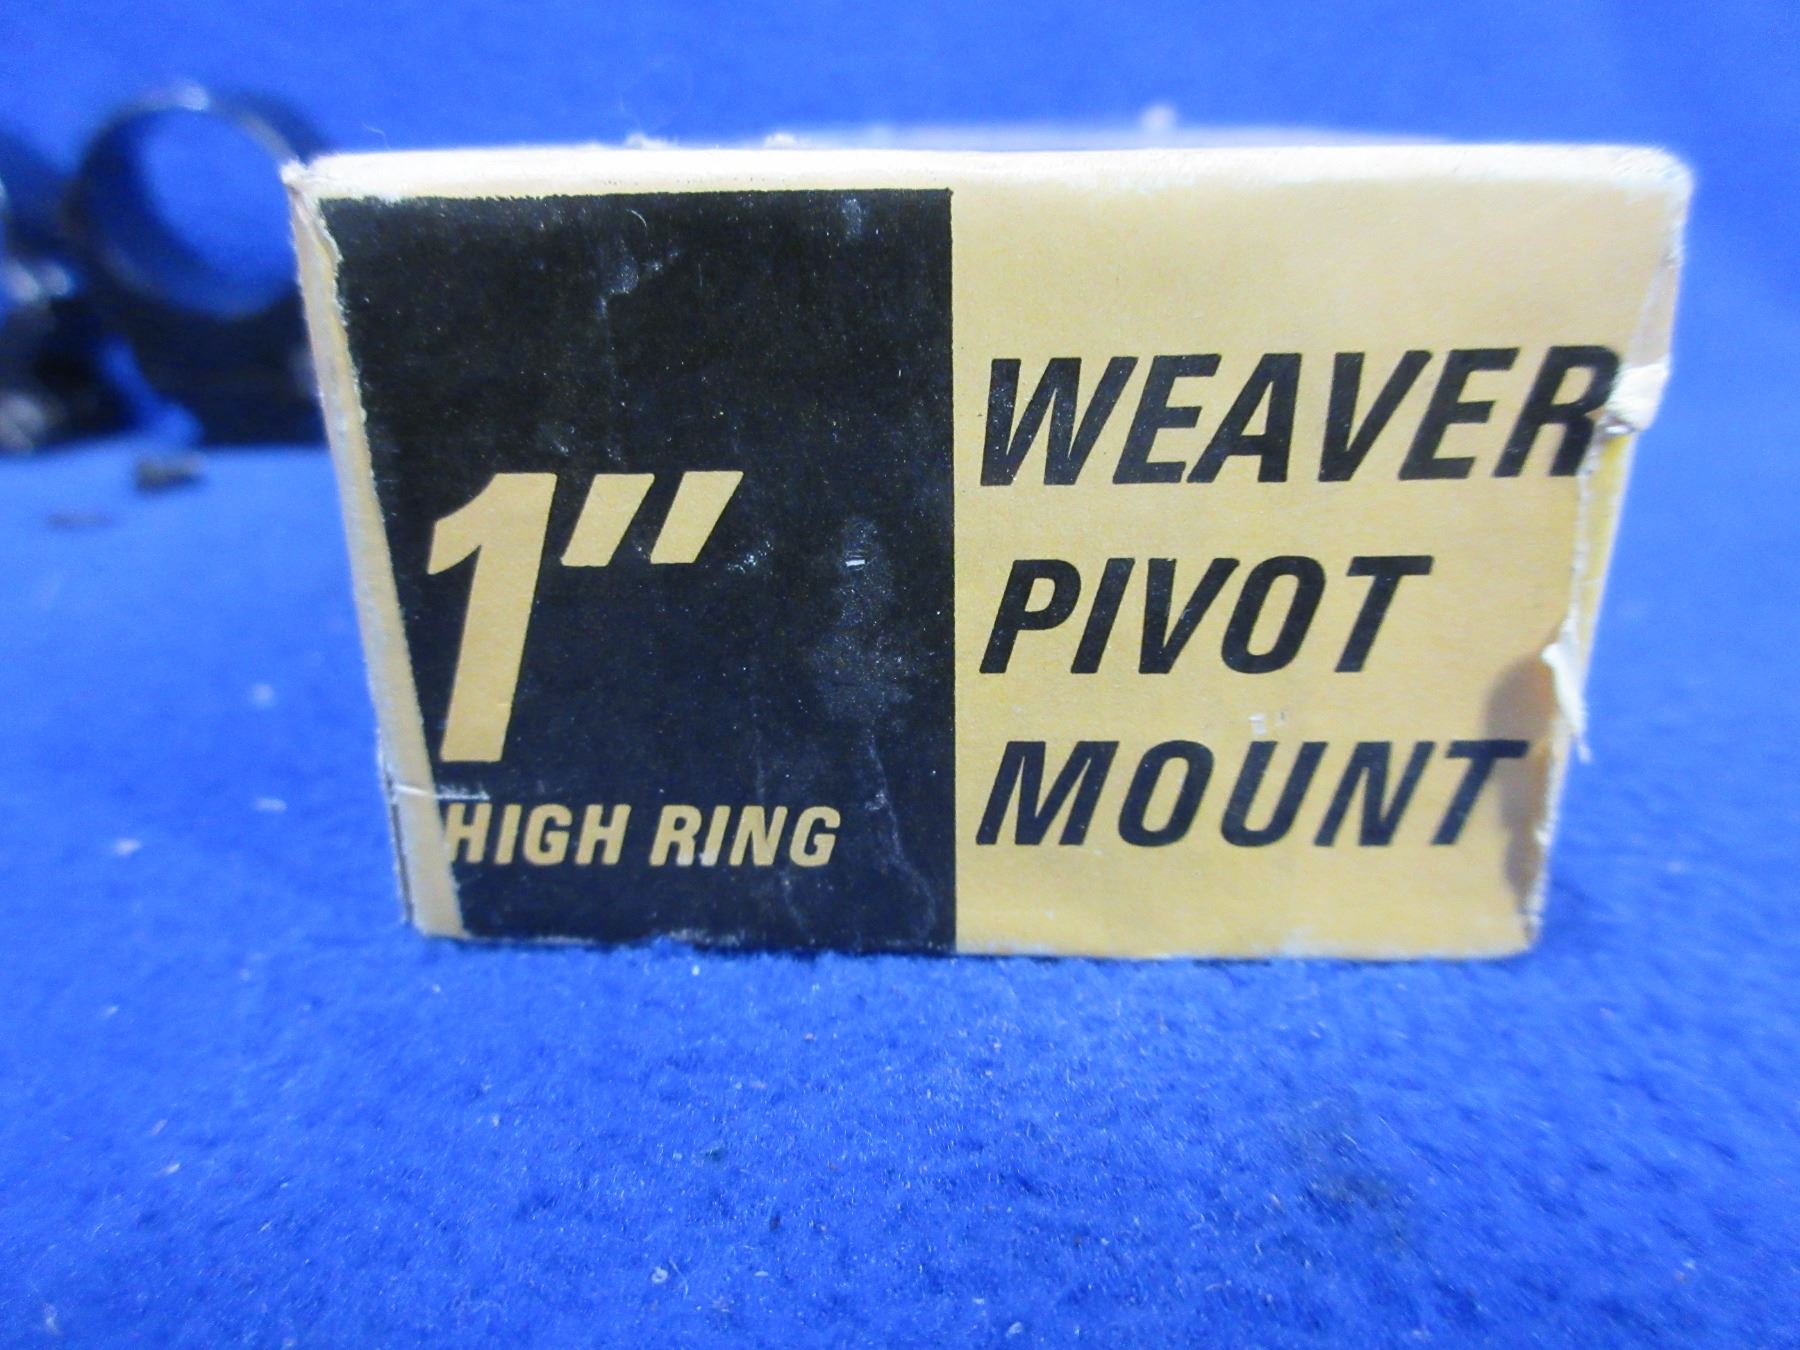 1"
HIGH RING
WEAVER
PIVOT
MOUNT